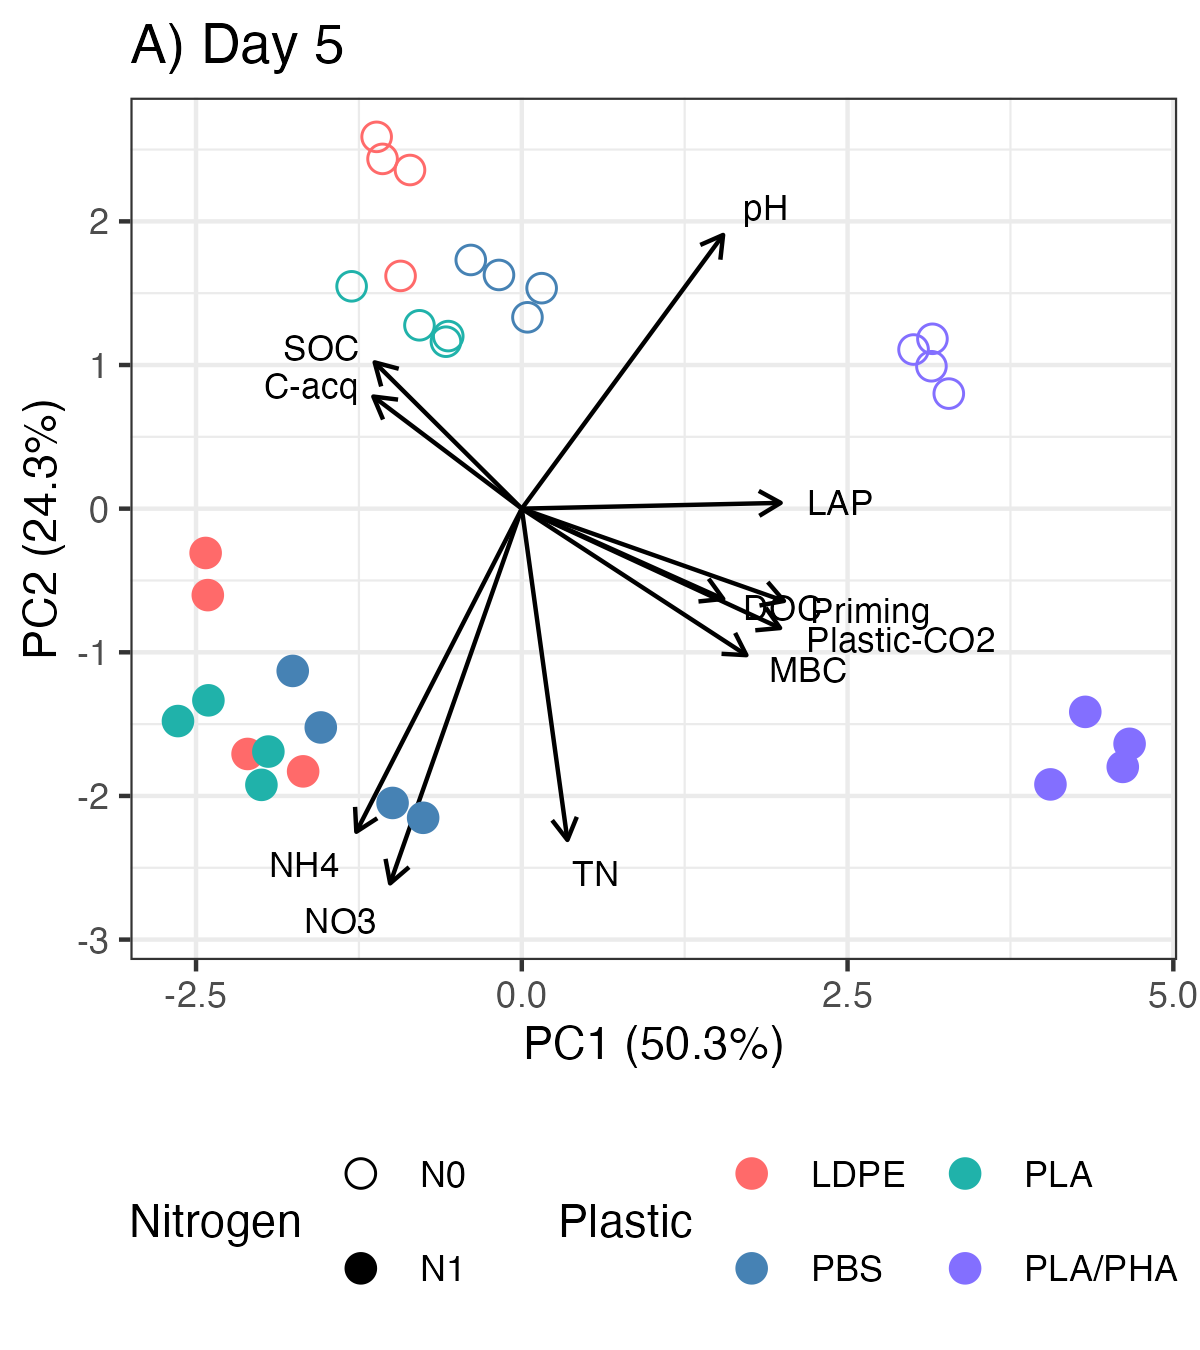 A) Day 5
PC2 (24.3%)
2
1
0
-1
-2
-3
pH
SOC
C-acq
LAP
DOC
Priming
Plastic-CO2
MBC
NH4
TN
NO3
-2.5 0.0 2.5 5.0
PC1 (50.3%)
Nitrogen
N0
N1
Plastic
LDPE PLA
PBS PLA/PHA